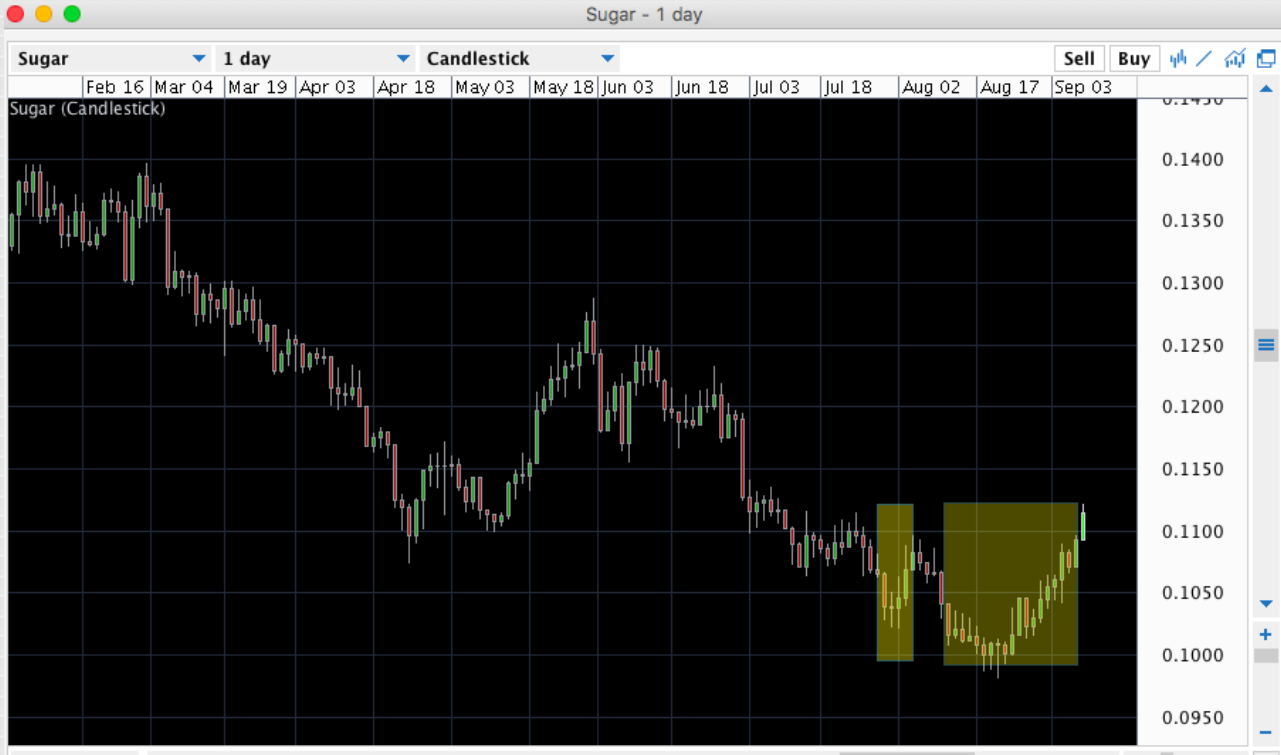 Sugar - 1 day
Sugar 1 day Candlestick Sell Buy
Feb 16 Mar 04 Mar 19 Apr 03 Apr 18 May 03 May 18 Jun 03 Jun 18 Jul 03 Jul 18 Aug 02 Aug 17 Sep 03
Sugar (Candlestick)
0.1450
0.1400
0.1350
0.1300
0.1250
0.1200
0.1150
0.1100
0.1050
0.1000
0.0950